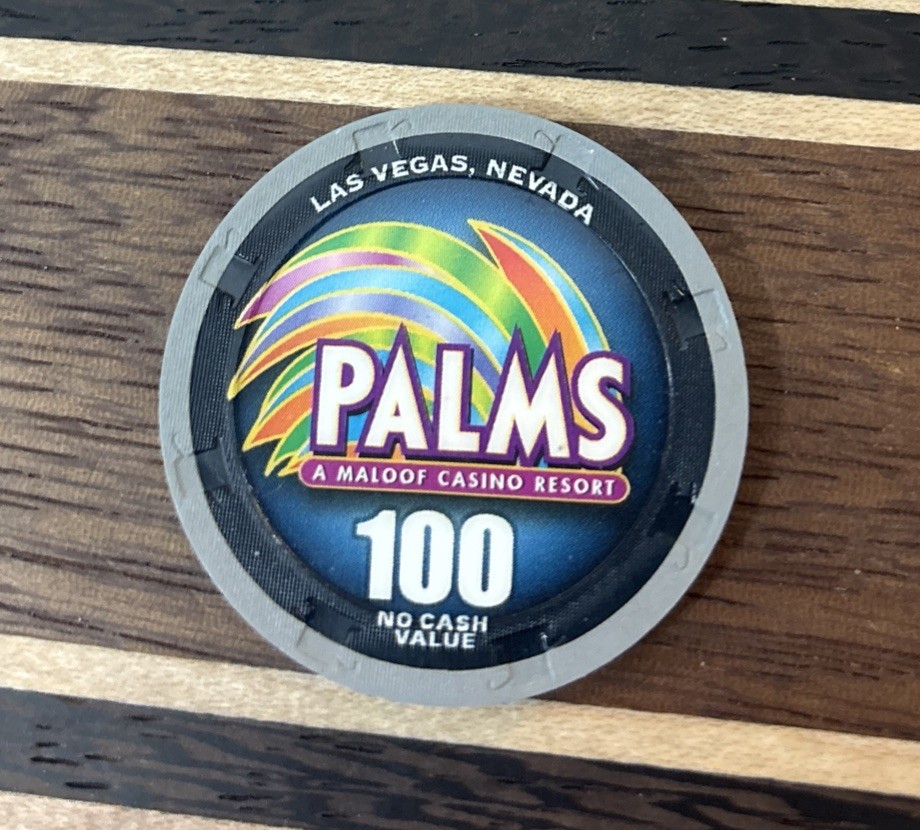 LAS VEGAS, NEVADA
PALMS
A MALOOF CASINO RESORT
100
NO CASH
VALUE